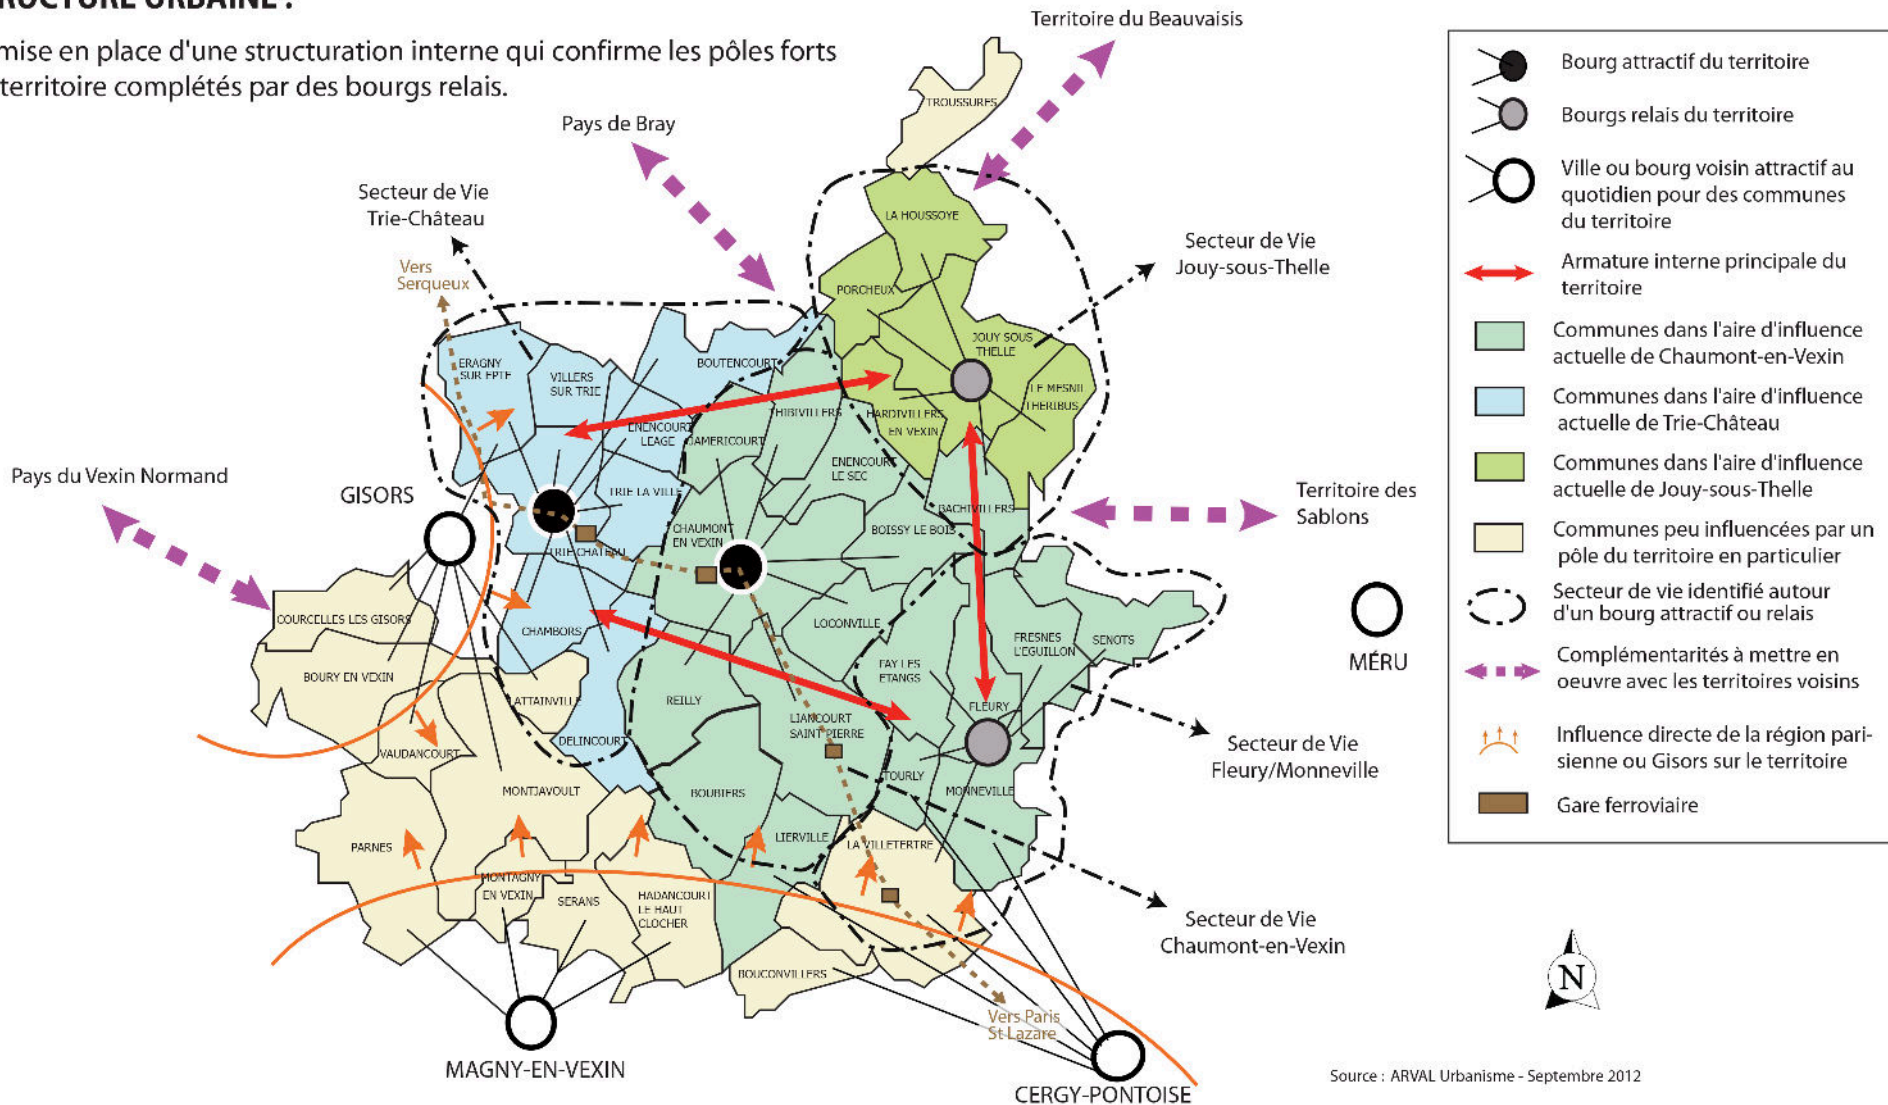 RUCTURE URBAINE :
mise en place d'une structuration interne qui confirme les pôles forts
territoire complétés par des bourgs relais.
Territoire du Beauvaisis
Pays de Bray
Secteur de Vie
Trie-Château
Vers
Serqueux
Secteur de Vie
Jouy-sous-Thelle
Pays du Vexin Normand
GISORS
Territoire des
Sablons
MÉRU
Secteur de Vie
Fleury/Monneville
Secteur de Vie
Chaumont-en-Vexin
Vers Paris
St Lazare
MAGNY-EN-VEXIN
CERGY-PONTOISE
TROUSSURES
LA HOUSSOYE
PORCHEUX
JOUY SOUS
THELLE
LE MESNIL
THERIBUS
HARDIVILLERS
EN VEXIN
ERAGNY
SUR EPTE
VILLERS
SUR TRIE
BOUTENCOURT
ENENCOURT
LEAGE
THIBIVILLERS
JAMERICOURT
ENENCOURT
LE SEC
TRIE LA VILLE
BACHIVILLERS
CHAUMONT
EN VEXIN
BOISSY LE BOIS
TRIE CHATEAU
COURCELLES LES GISORS
CHAMBORS
LOCONVILLE
FRESNES
L'EGUILLON
SENOTS
BOURY EN VEXIN
FAY LES
ETANGS
LATTAINVILLE
REILLY
FLEURY
LIANCOURT
SAINT PIERRE
DELINCOURT
VAUDANCOURT
TOURLY
MONTJAVOULT
BOUBIERS
MONNEVILLE
LIERVILLE
LA VILLETERTRE
PARNES
MONTAGNY
EN VEXIN
SERANS
HADANCOURT
LE HAUT
CLOCHER
BOUCONVILLERS
Bourg attractif du territoire
Bourgs relais du territoire
Ville ou bourg voisin attractif au
quotidien pour des communes
du territoire
Armature interne principale du
territoire
Communes dans l'aire d'influence
actuelle de Chaumont-en-Vexin
Communes dans l'aire d'influence
actuelle de Trie-Château
Communes dans l'aire d'influence
actuelle de Jouy-sous-Thelle
Communes peu influencées par un
pôle du territoire en particulier
Secteur de vie identifié autour
d'un bourg attractif ou relais
Complémentarités à mettre en
oeuvre avec les territoires voisins
Influence directe de la région pari-
sienne ou Gisors sur le territoire
Gare ferroviaire
N
Source : ARVAL Urbanisme - Septembre 2012